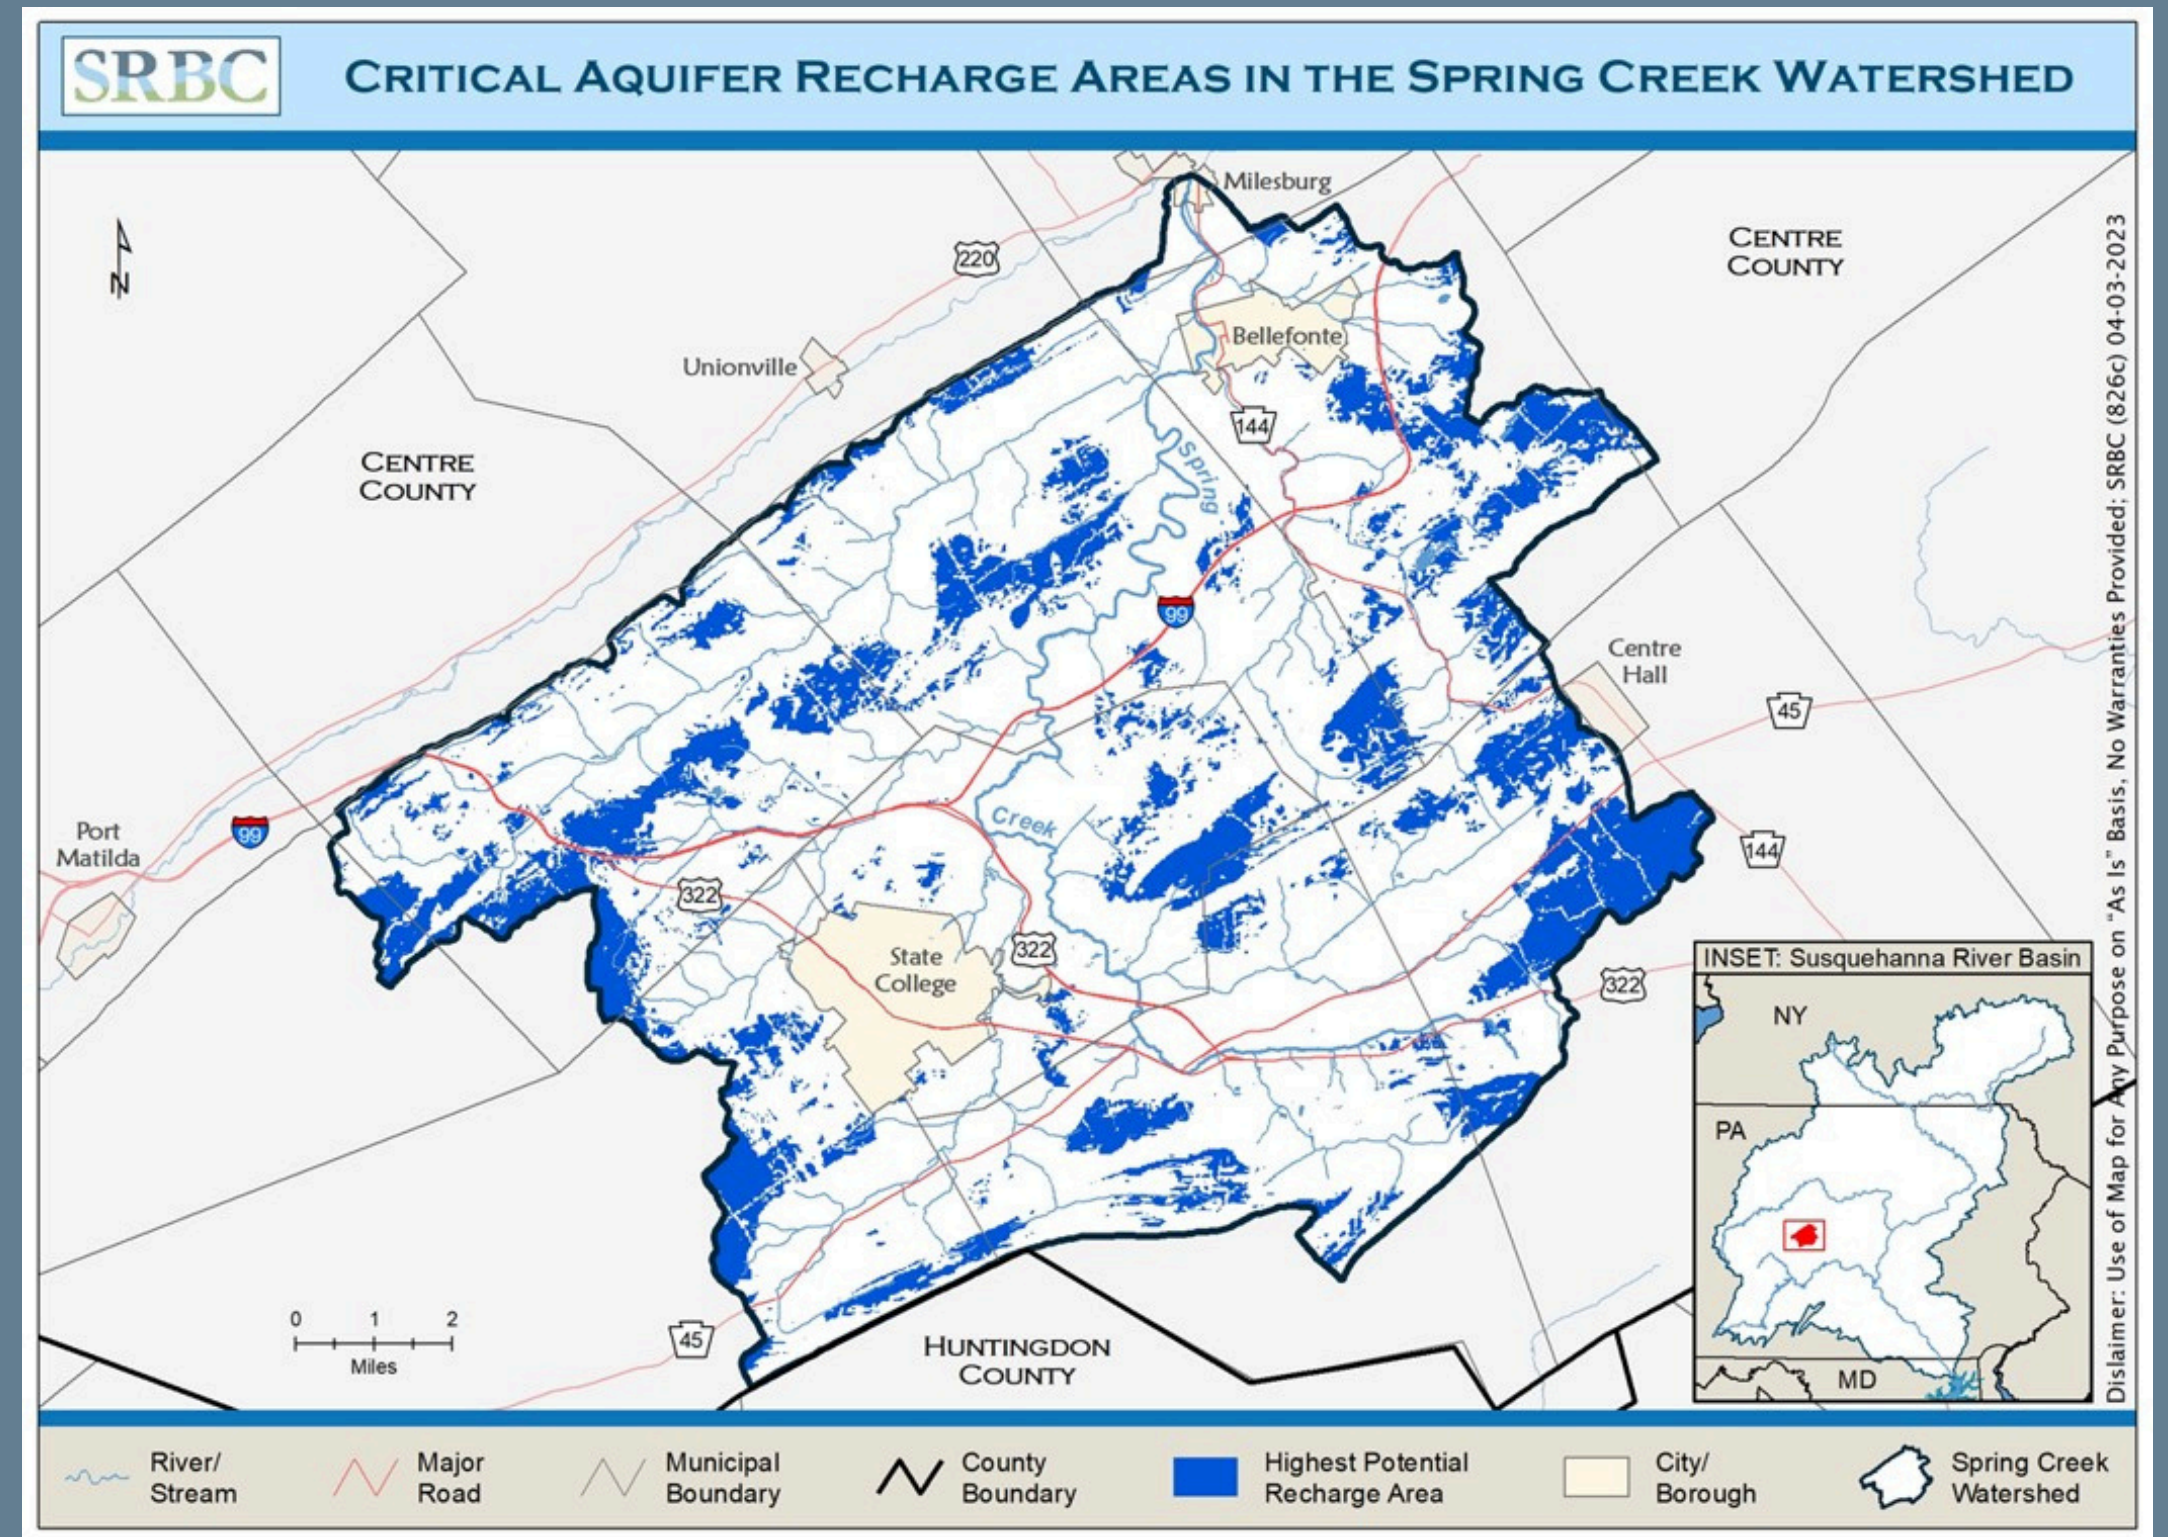 SRBC
CRITICAL AQUIFER RECHARGE AREAS IN THE SPRING CREEK WATERSHED
N
Milesburg
CENTRE
COUNTY
220
Bellefonte
Unionville
144
CENTRE
COUNTY
Spring
99
Centre
Hall
45
Port
Matilda
99
Creek
144
322
State
College
322
322
45
0 1 2
Miles
HUNTINGDON
COUNTY
INSET: Susquehanna River Basin
NY
PA
MD
Dislaimer: Use of Map for Any Purpose on "As Is" Basis. No Warranties Provided; SRBC (826c) 04-03-2023
River/
Stream
Major
Road
Municipal
Boundary
County
Boundary
Highest Potential
Recharge Area
City/
Borough
Spring Creek
Watershed